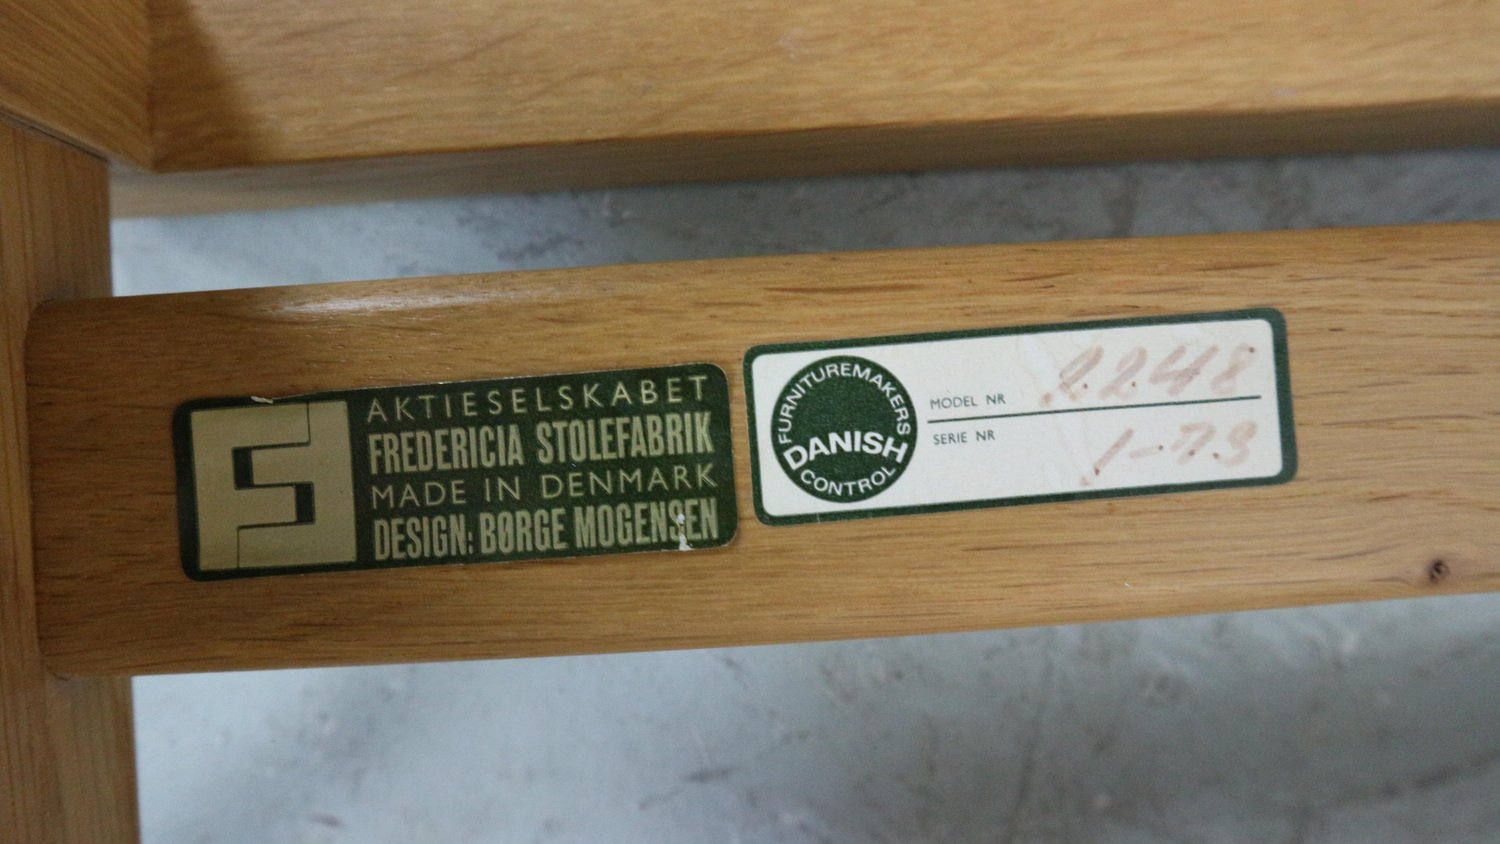 AKTIESELSKABET
FREDERICIA STOLEFABRIK
MADE IN DENMARK
DESIGN: BØRGE MOGENSEN
FURNITUREMAKERS
DANISH
CONTROL
MODEL NR 2248
SERIE NR 1-73